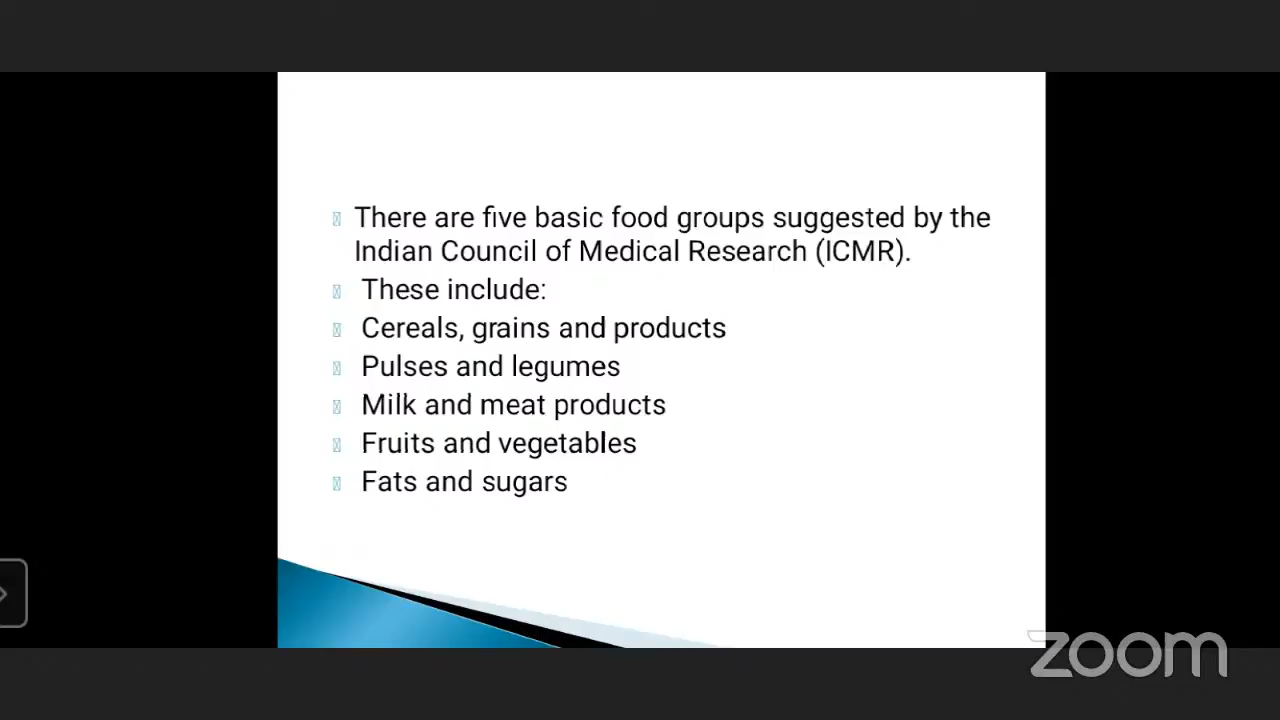 There are five basic food groups suggested by the
Indian Council of Medical Research (ICMR).
These include:
Cereals, grains and products
Pulses and legumes
Milk and meat products
Fruits and vegetables
Fats and sugars
zoom